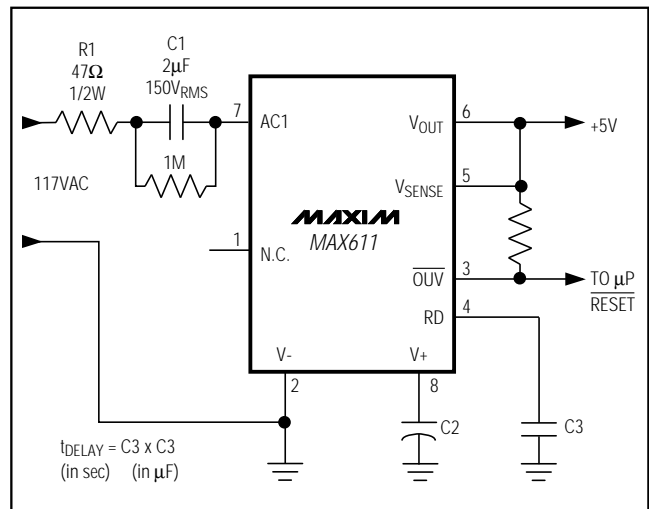 R1
47Ω
1/2W
C1
2µF
150VRMS
7
AC1
1M
117VAC
1
N.C.
MAXIM
MAX611
VOUT
6
+5V
VSENSE
5
OUV
3
TO µP
RESET
RD
4
V-
2
V+
8
C2
C3
tDELAY = C3 x C3
(in sec) (in µF)